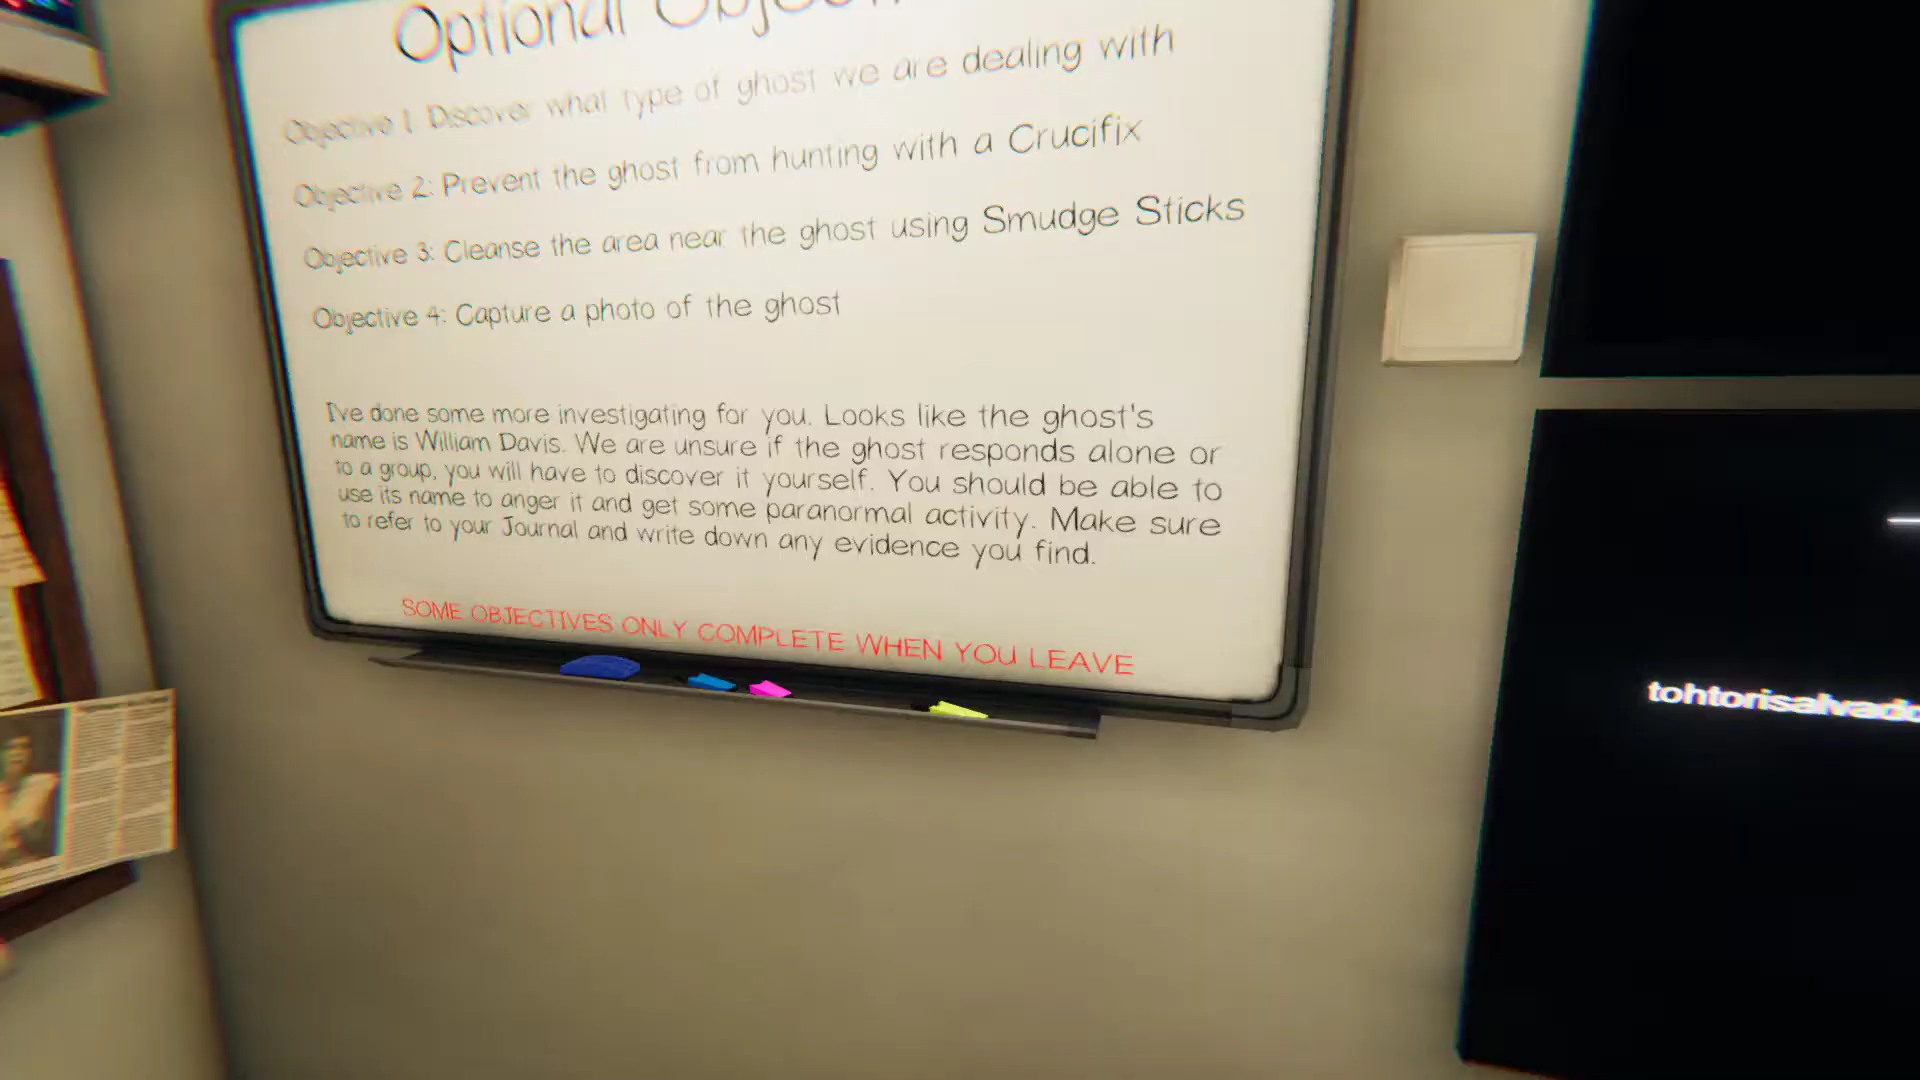 Optional
Objective 1: Discover what type of ghost we are dealing with
Objective 2: Prevent the ghost from hunting with a Crucifix
Objective 3: Cleanse the area near the ghost using Smudge Sticks
Objective 4: Capture a photo of the ghost
I've done some more investigating for you. Looks like the ghost's
name is William Davis. We are unsure if the ghost responds alone or
to a group, you will have to discover it yourself. You should be able to
use its name to anger it and get some paranormal activity. Make sure
to refer to your Journal and write down any evidence you find.
SOME OBJECTIVES ONLY COMPLETE WHEN YOU LEAVE